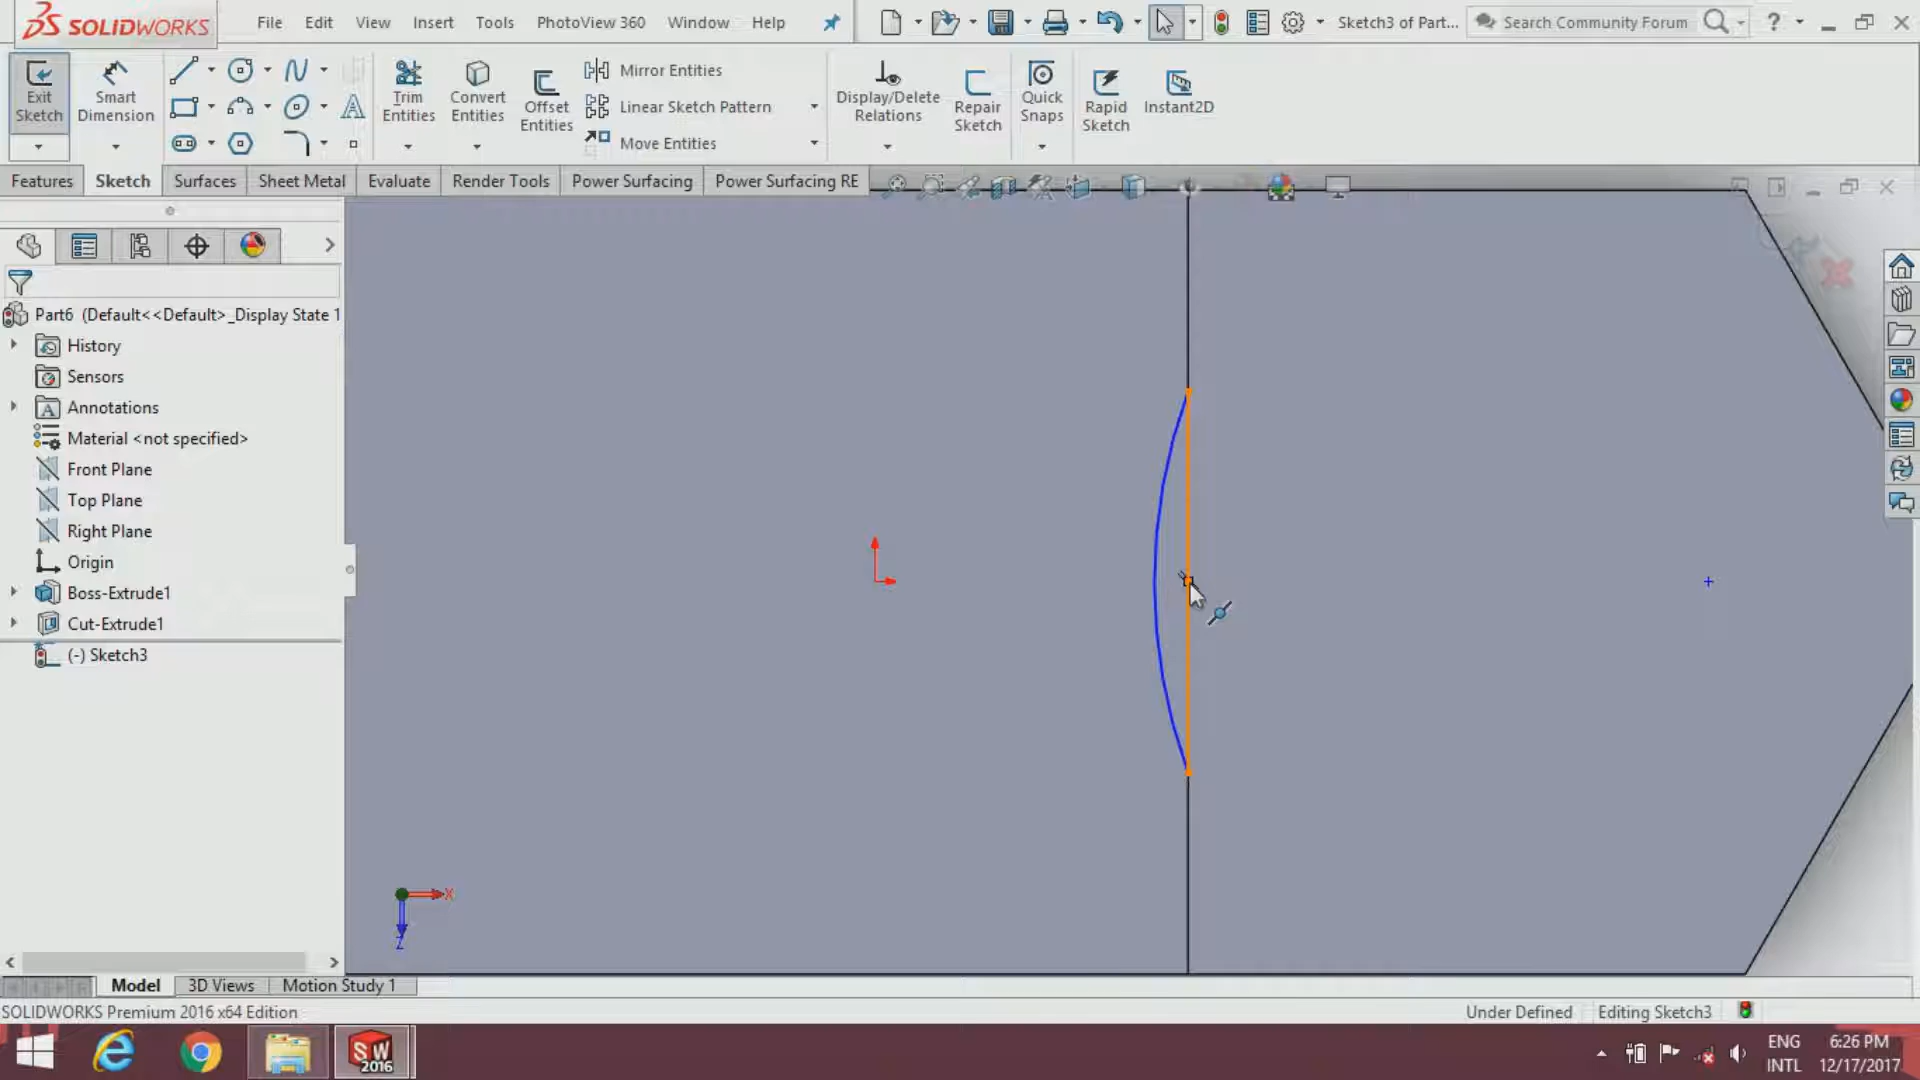 SOLIDWORKS File Edit View Insert Tools PhotoView 360 Window Help Sketch3 of Part... Search Community Forum ?
Exit Sketch
Smart Dimension
Trim Entities
Convert Entities
Offset Entities
Mirror Entities
Linear Sketch Pattern
Move Entities
Display/Delete Relations
Repair Sketch
Quick Snaps
Rapid Sketch
Instant2D
Features Sketch Surfaces Sheet Metal Evaluate Render Tools Power Surfacing Power Surfacing RE
Part6 (Default<<Default>_Display State 1
History
Sensors
Annotations
Material <not specified>
Front Plane
Top Plane
Right Plane
Origin
Boss-Extrude1
Cut-Extrude1
(-) Sketch3
X
Z
Model 3D Views Motion Study 1
SOLIDWORKS Premium 2016 x64 Edition Under Defined Editing Sketch3
SW 2016
ENG 6:26 PM
INTL 12/17/2017